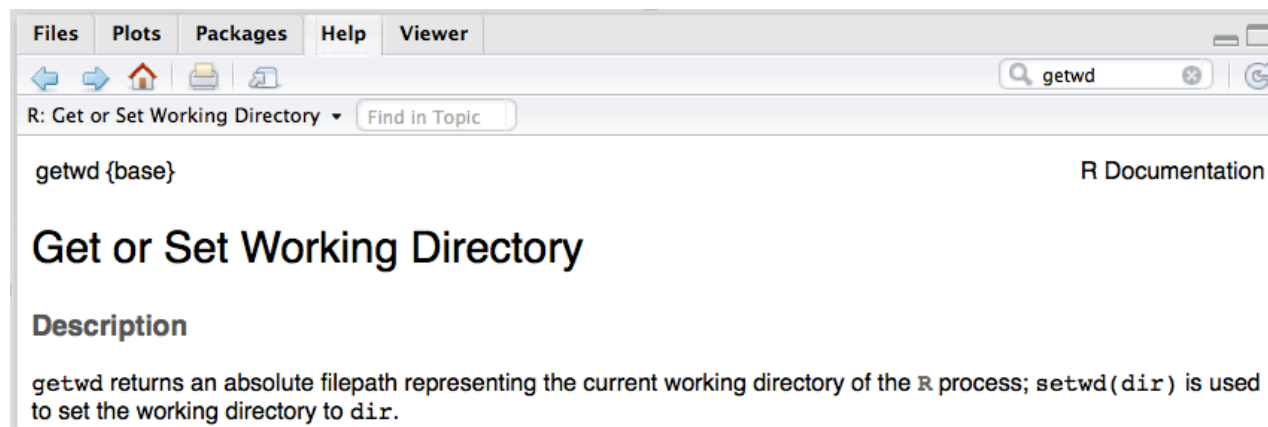 Files Plots Packages Help Viewer
getwd
R: Get or Set Working Directory Find in Topic
getwd {base} R Documentation
Get or Set Working Directory
Description
getwd returns an absolute filepath representing the current working directory of the R process; setwd(dir) is used
to set the working directory to dir.